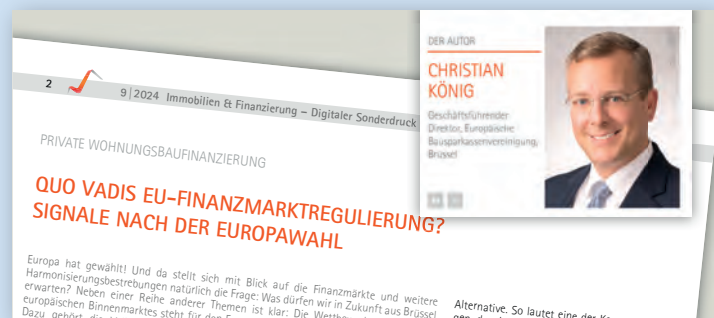 DER AUTOR
CHRISTIAN
KÖNIG
Geschäftsführender
Direktor, Europäische
Bausparkassenvereinigung,
Brüssel
2
9|2024 Immobilien & Finanzierung – Digitaler Sonderdruck
PRIVATE WOHNUNGSBAUFINANZIERUNG
QUO VADIS EU-FINANZMARKTREGULIERUNG?
SIGNALE NACH DER EUROPAWAHL
Europa hat gewählt! Und da stellt sich mit Blick auf die Finanzmärkte und weitere
Harmonisierungsbestrebungen natürlich die Frage: Was dürfen wir in Zukunft aus Brüssel
erwarten? Neben einer Reihe anderer Themen ist klar: Die
europäischen Binnenmarktes steht für den
Dazu gehört
Alternative. So lautet eine der